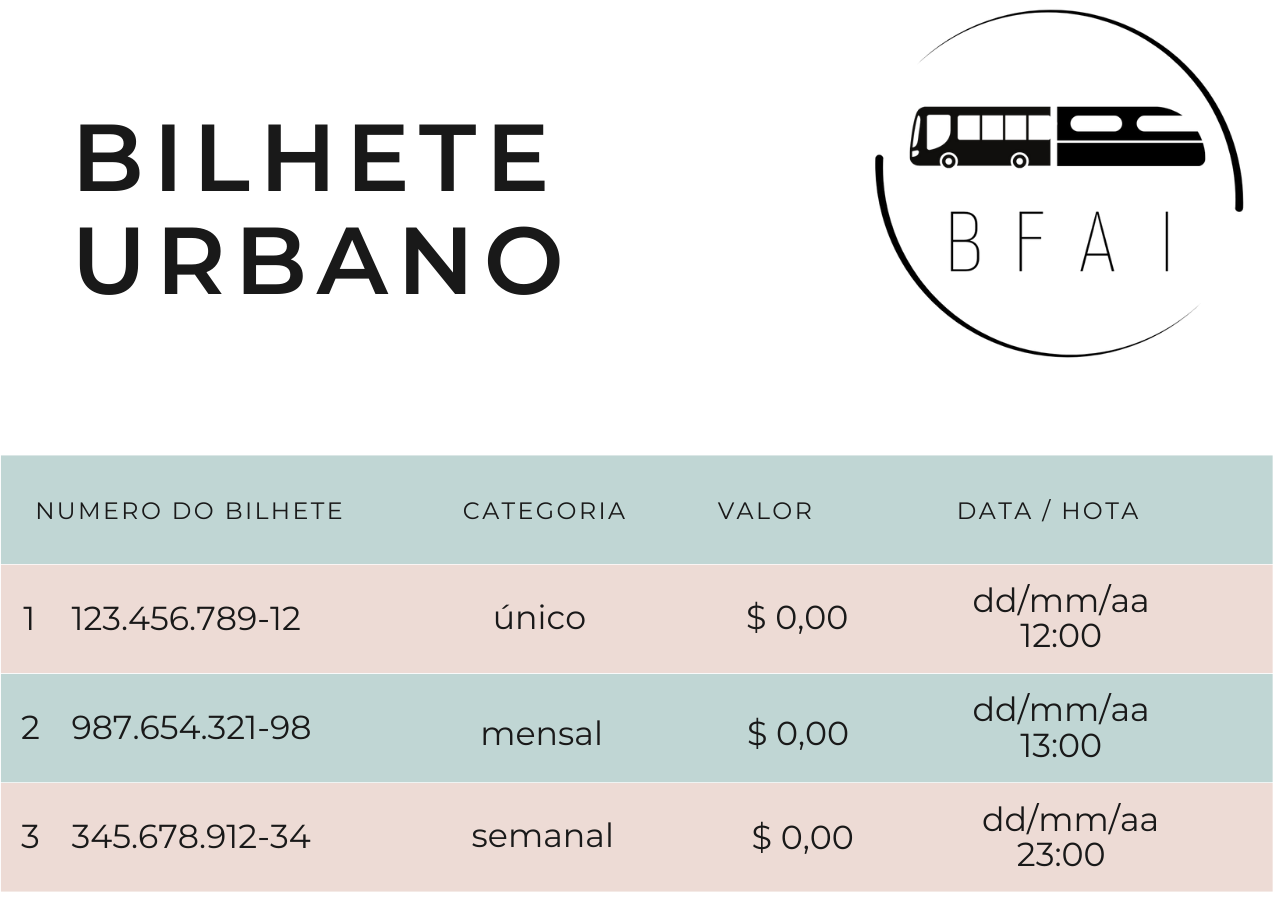 BILHETE
URBANO
BFAI
NUMERO DO BILHETE CATEGORIA VALOR DATA / HOTA
1 123.456.789-12 único $ 0,00 dd/mm/aa
12:00
2 987.654.321-98 mensal $ 0,00 dd/mm/aa
13:00
3 345.678.912-34 semanal $ 0,00 dd/mm/aa
23:00